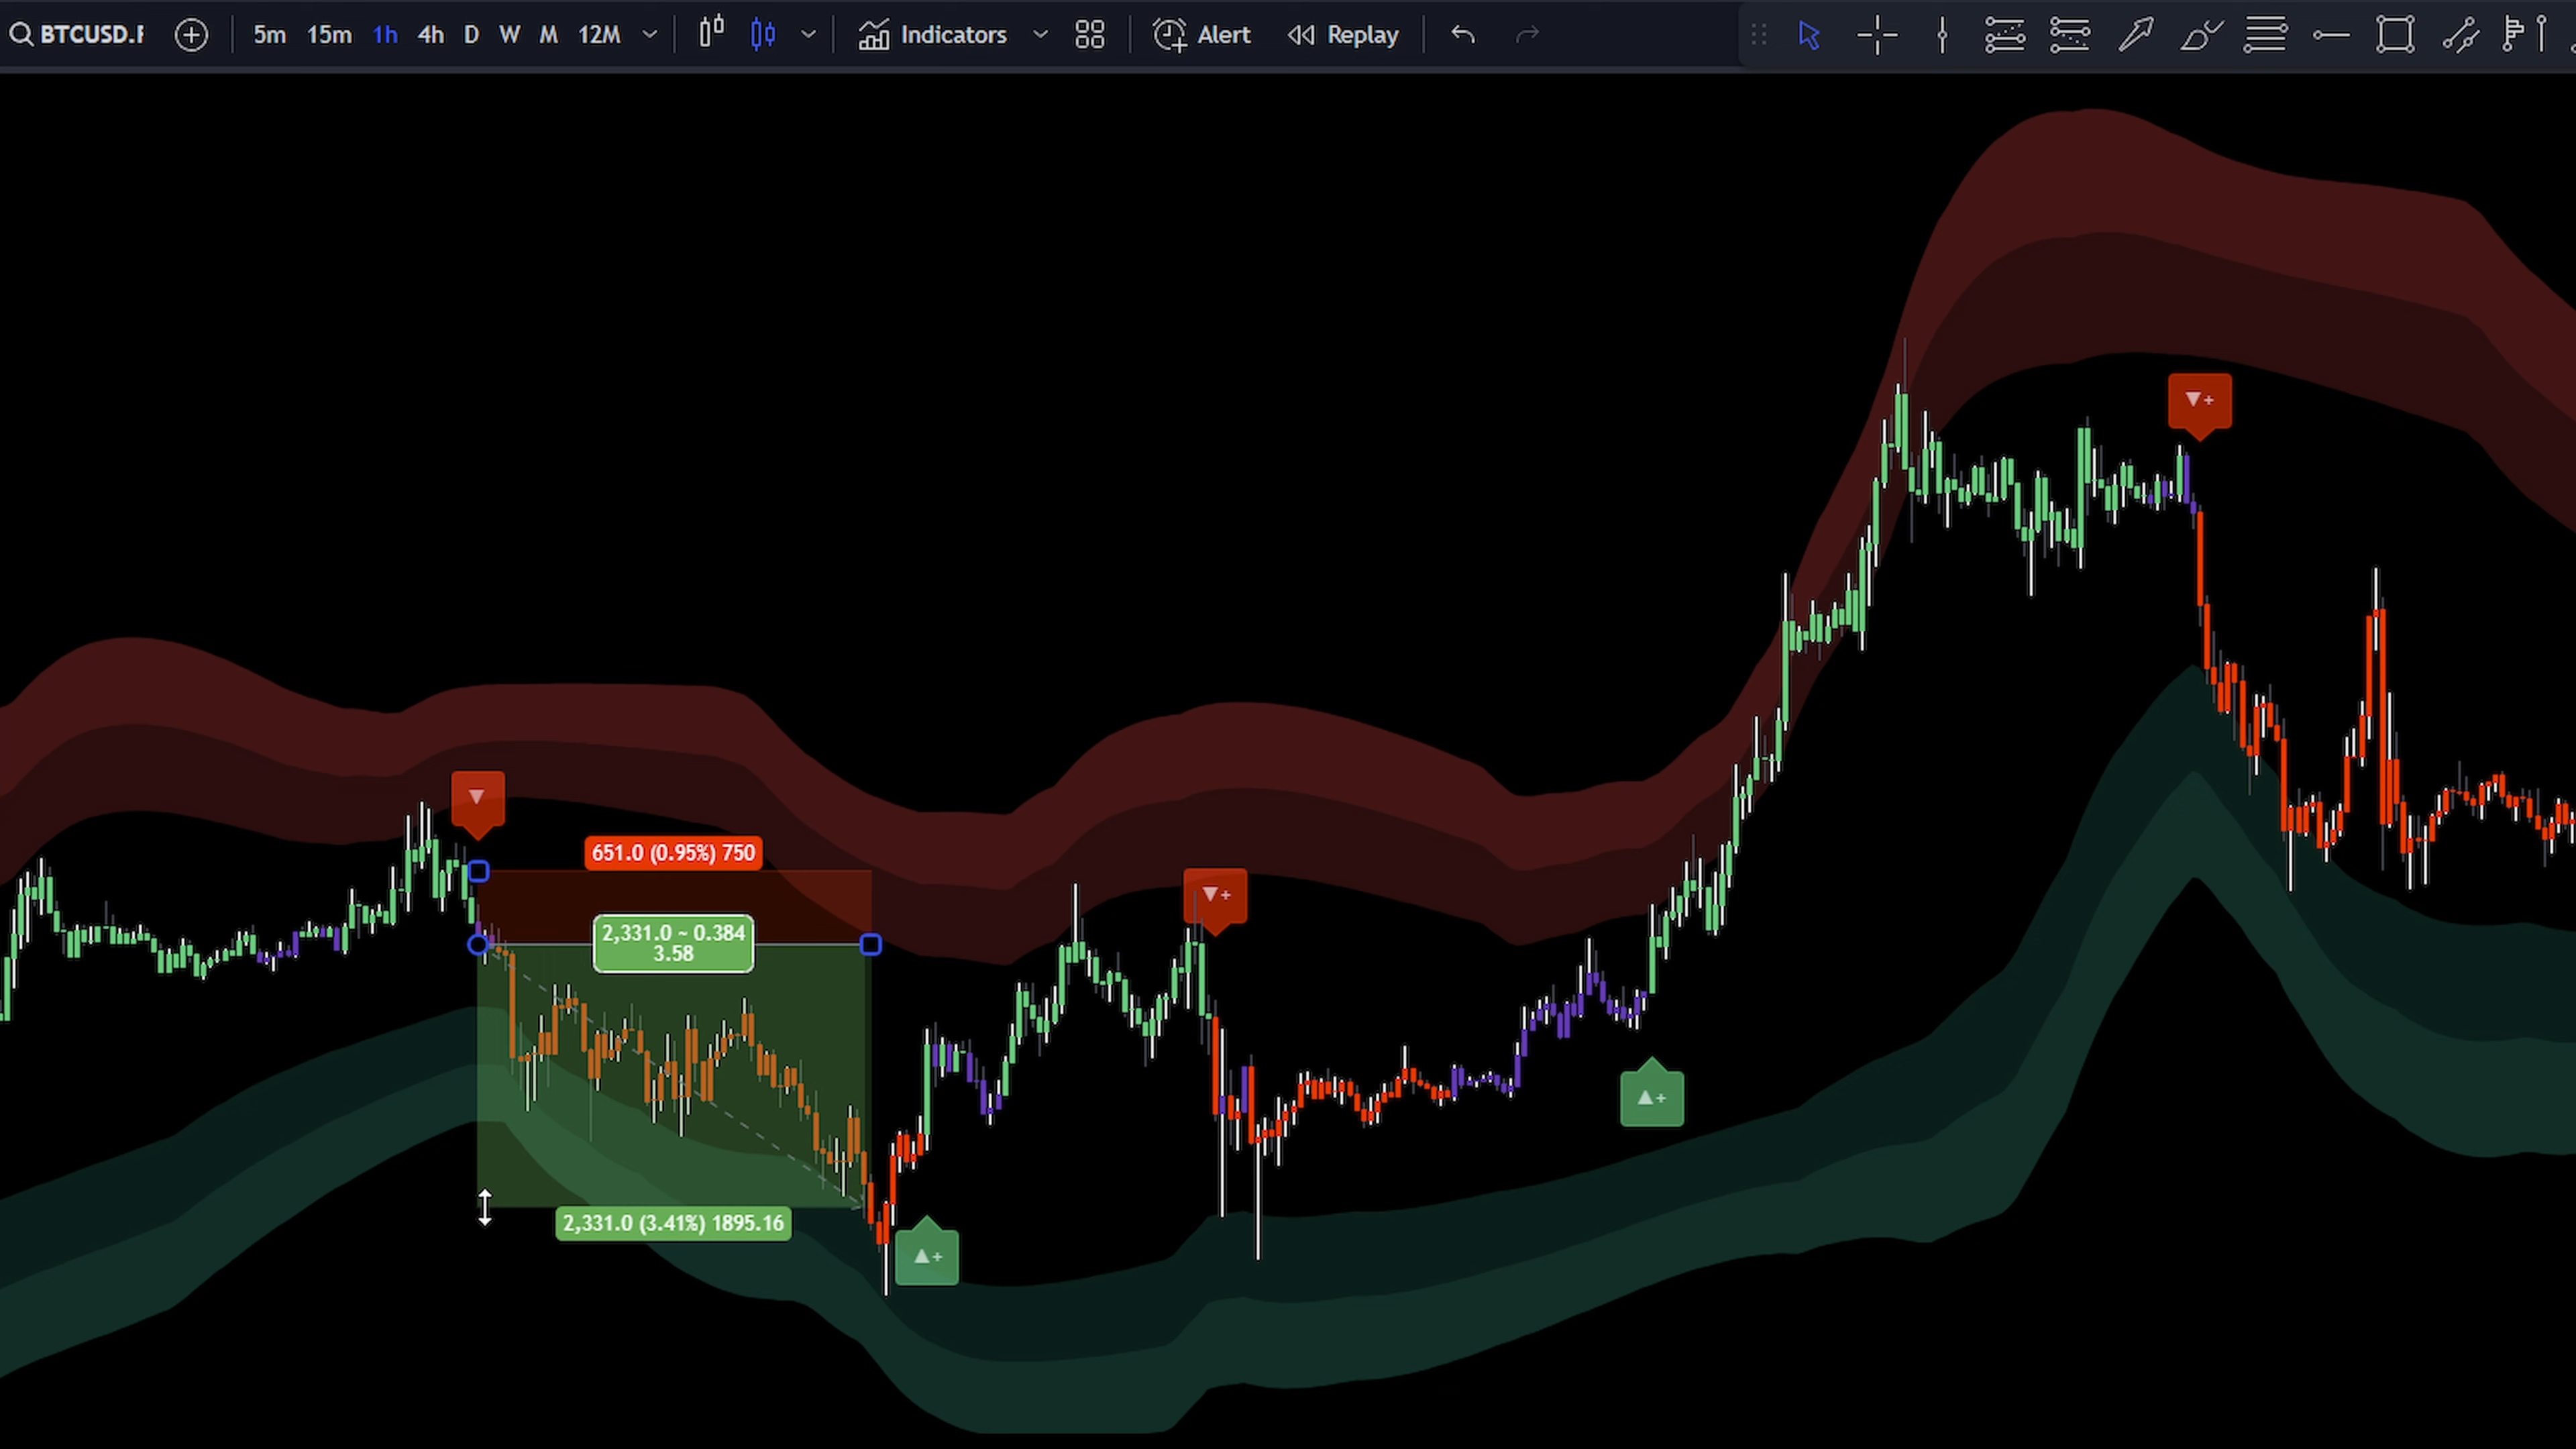 BTCUSD.F 5m 15m 1h 4h D W M 12M Indicators Alert Replay
▼+
▼
651.0 (0.95%) 750
▼+
2,331.0 ~ 0.384
3.58
▲+
2,331.0 (3.41%) 1895.16
▲+